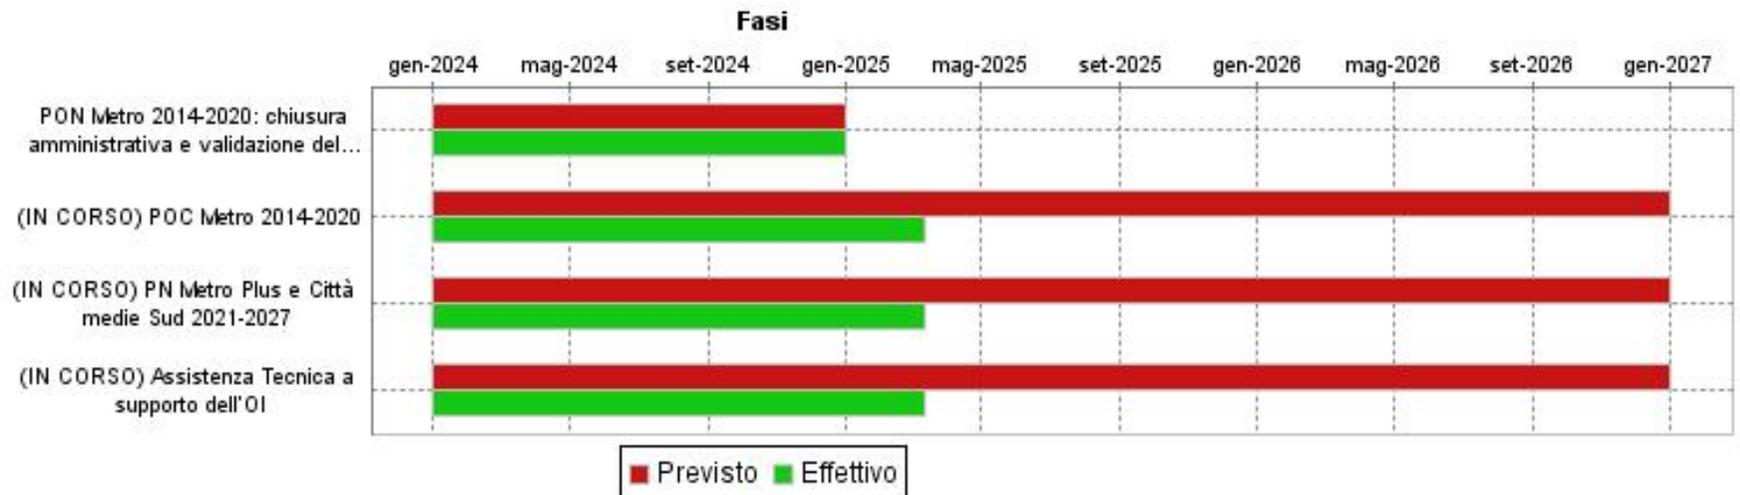 Fasi
gen-2024 mag-2024 set-2024 gen-2025 mag-2025 set-2025 gen-2026 mag-2026 set-2026 gen-2027
PON Metro 2014-2020: chiusura
amministrativa e validazione del...
(IN CORSO) POC Metro 2014-2020
(IN CORSO) PN Metro Plus e Città
medie Sud 2021-2027
(IN CORSO) Assistenza Tecnica a
supporto dell'OI
Previsto Effettivo